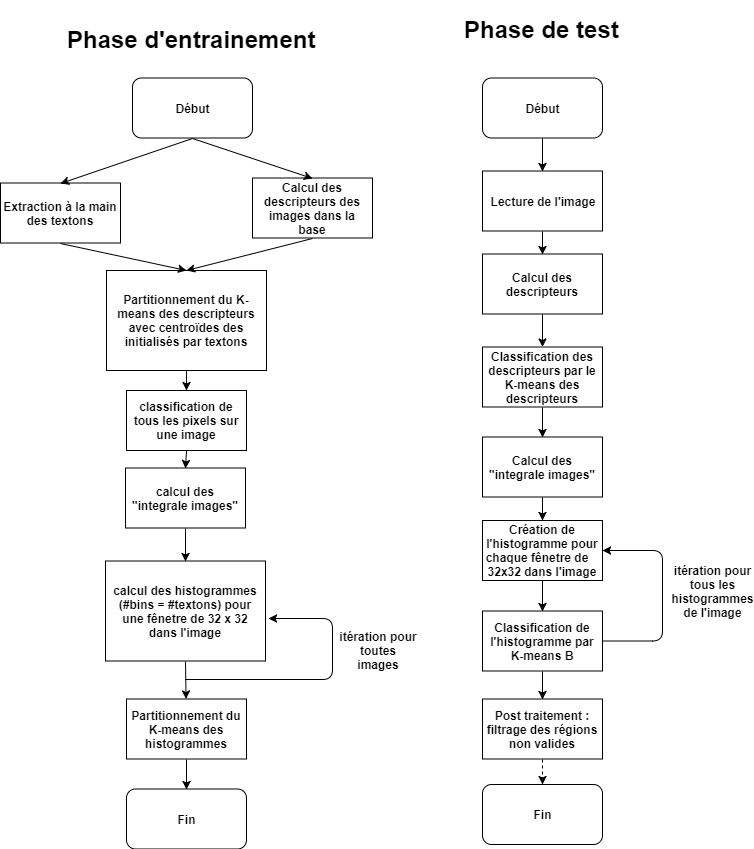 Phase d'entrainement
Début
Extraction à la main
des textons
Calcul des
descripteurs des
images dans la
base
Partitionnement du K-
means des descripteurs
avec centroïdes des
initialisés par textons
classification de
tous les pixels sur
une image
calcul des
"integrale images"
calcul des histogrammes
(#bins = #textons) pour
une fênetre de 32 x 32
dans l'image
itération pour
toutes
images
Partitionnement du
K-means des
histogrammes
Fin
Phase de test
Début
Lecture de l'image
Calcul des
descripteurs
Classification des
descripteurs par le
K-means des
descripteurs
Calcul des
"integrale images"
Création de
l'histogramme pour
chaque fênetre de
32x32 dans l'image
itération pour
tous les
histogrammes
de l'image
Classification de
l'histogramme par
K-means B
Post traitement :
filtrage des régions
non valides
Fin